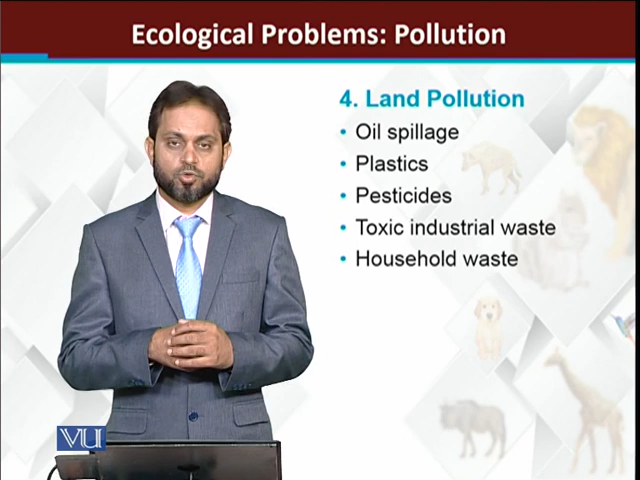 Ecological Problems: Pollution
4. Land Pollution
• Oil spillage
• Plastics
• Pesticides
• Toxic industrial waste
• Household waste
VU